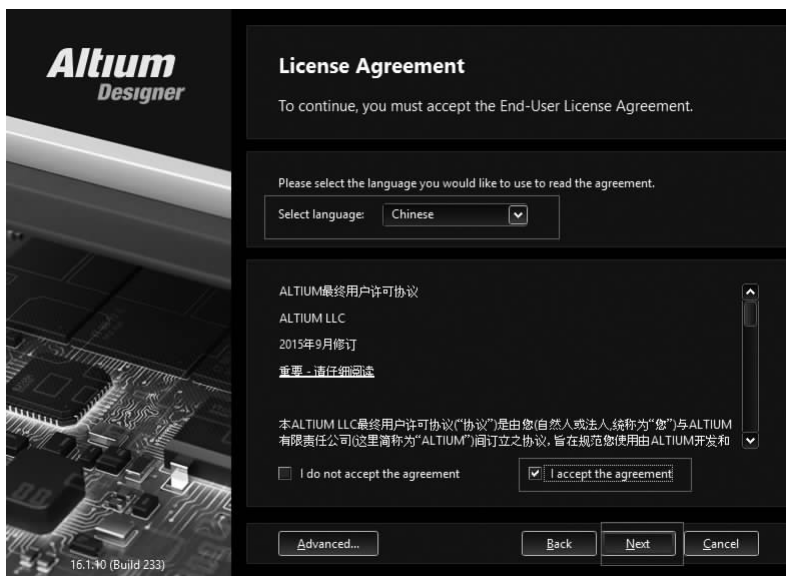 Altium
Designer
License Agreement
To continue, you must accept the End-User License Agreement.
Please select the language you would like to use to read the agreement.
Select language: Chinese
ALTIUM最终用户许可协议
ALTIUM LLC
2015年9月修订
重要 - 请仔细阅读
本ALTIUM LLC最终用户许可协议(“协议”)是由您(自然人或法人,统称为“您”)与ALTIUM
有限责任公司(这里简称为“ALTIUM”)间订立之协议, 旨在规范您使用由ALTIUM开发和
I do not accept the agreement
I accept the agreement
Advanced...
Back
Next
Cancel
16.1.10 (Build 233)